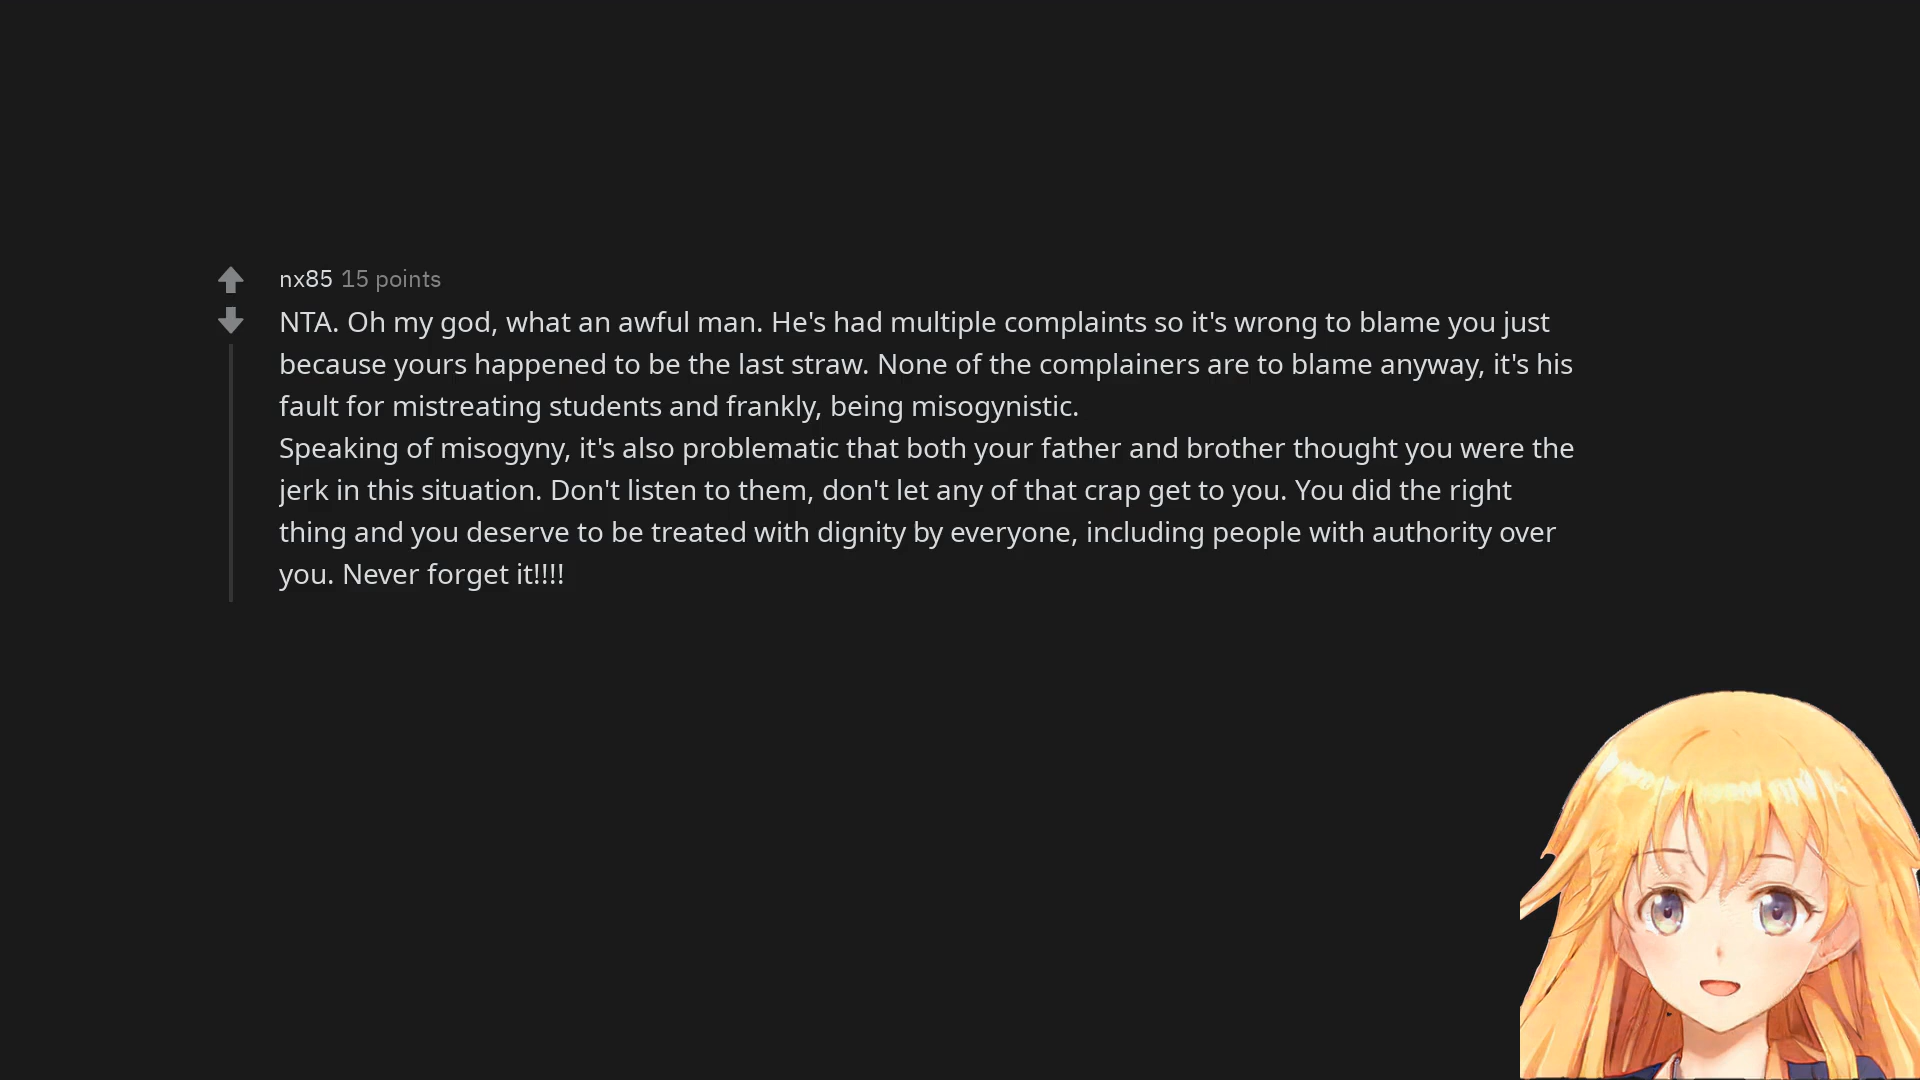 nx85 15 points
NTA. Oh my god, what an awful man. He's had multiple complaints so it's wrong to blame you just
because yours happened to be the last straw. None of the complainers are to blame anyway, it's his
fault for mistreating students and frankly, being misogynistic.
Speaking of misogyny, it's also problematic that both your father and brother thought you were the
jerk in this situation. Don't listen to them, don't let any of that crap get to you. You did the right
thing and you deserve to be treated with dignity by everyone, including people with authority over
you. Never forget it!!!!